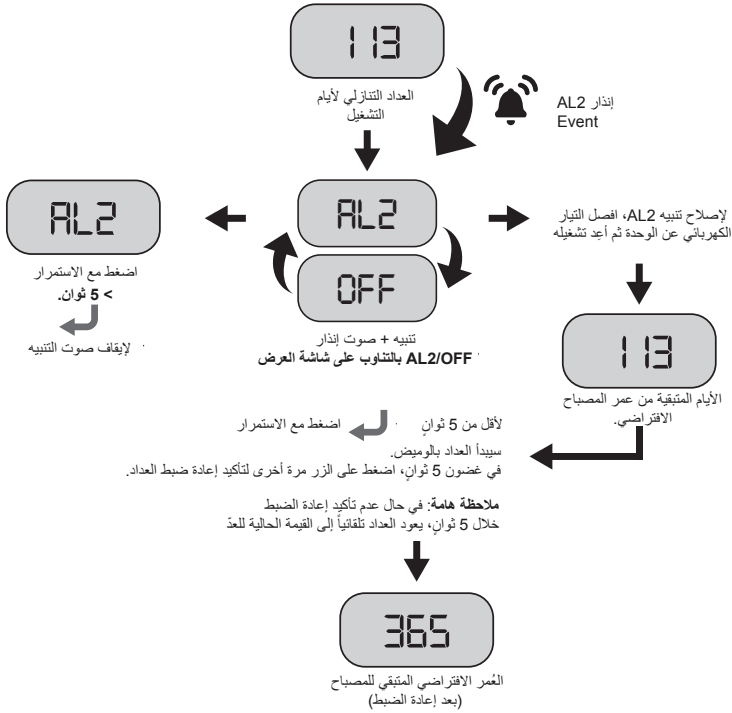 113
العداد التنازلي لأيام
التشغيل
إنذار AL2
Event
AL2
OFF
تنبيه + صوت إنذار
AL2/OFF بالتناوب على شاشة العرض
AL2
اضغط مع الاستمرار
> 5 ثوان.
لإيقاف صوت التنبيه
لإصلاح تنبيه AL2، افصل التيار
الكهربائي عن الوحدة ثم أعِد تشغيله
113
الأيام المتبقية من عمر المصباح
الافتراضي.
اضغط مع الاستمرار لأقل من 5 ثوانٍ
سيبدأ العداد بالوميض.
في غضون 5 ثوانٍ، اضغط على الزر مرة أخرى لتأكيد إعادة ضبط العداد.
ملاحظة هامة: في حال عدم تأكيد إعادة الضبط
خلال 5 ثوانٍ، يعود العداد تلقائياً إلى القيمة الحالية للعدّ
365
العُمر الافتراضي المتبقي للمصباح
(بعد إعادة الضبط)